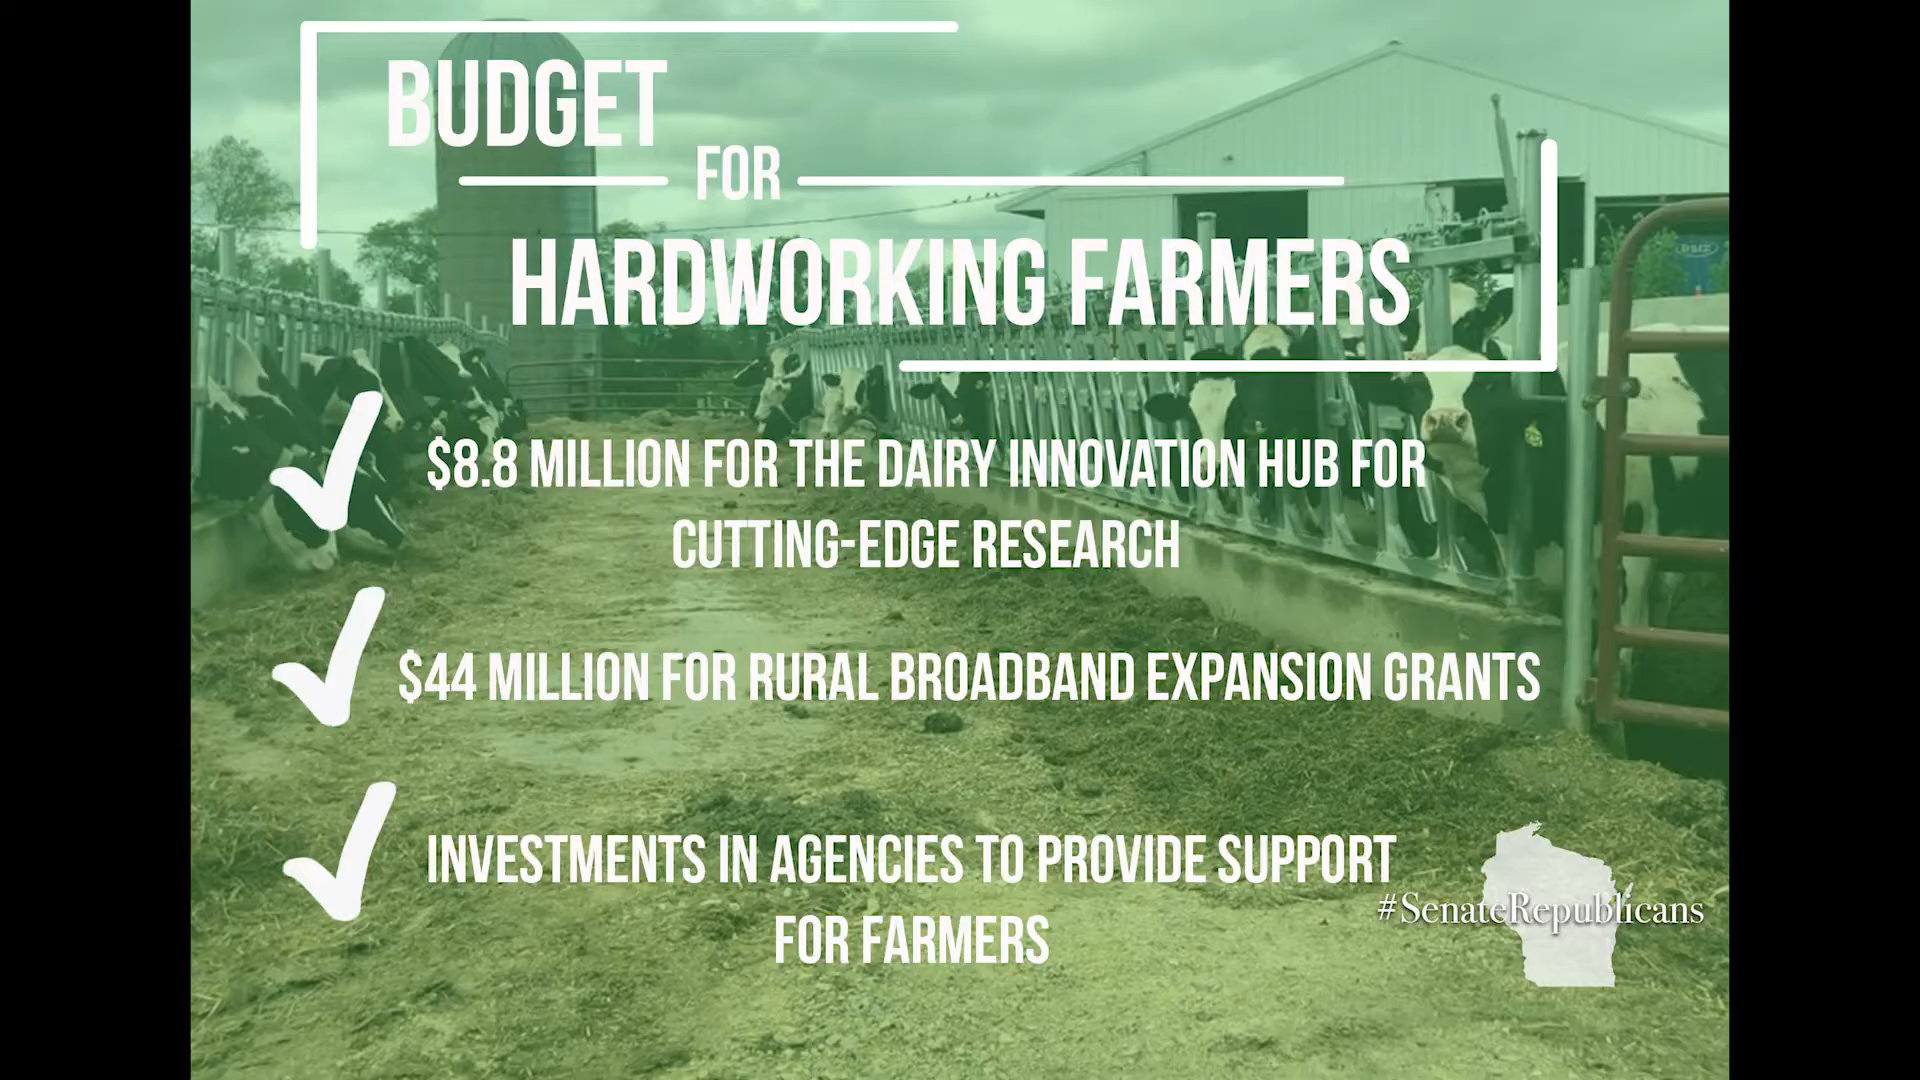 BUDGET
FOR
HARDWORKING FARMERS
$8.8 MILLION FOR THE DAIRY INNOVATION HUB FOR
CUTTING-EDGE RESEARCH
$44 MILLION FOR RURAL BROADBAND EXPANSION GRANTS
INVESTMENTS IN AGENCIES TO PROVIDE SUPPORT
FOR FARMERS
#SenateRepublicans